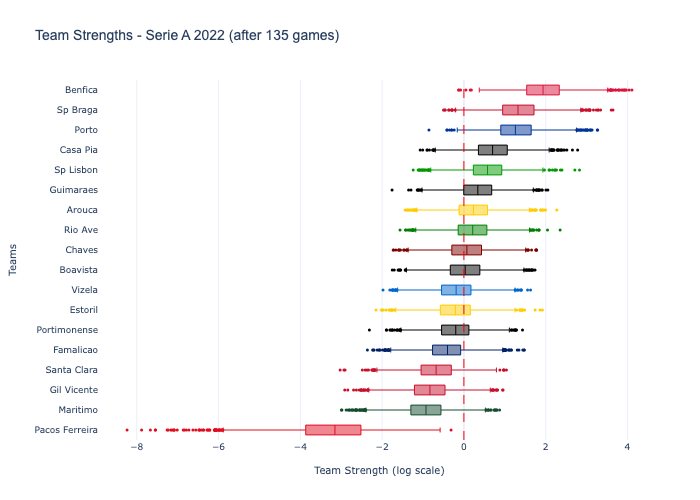 Team Strengths - Serie A 2022 (after 135 games)
Benfica
Sp Braga
Porto
Casa Pia
Sp Lisbon
Guimaraes
Arouca
Rio Ave
Chaves
Boavista
Vizela
Estoril
Portimonense
Famalicao
Santa Clara
Gil Vicente
Maritimo
Pacos Ferreira
Teams
−8 −6 −4 −2 0 2 4
Team Strength (log scale)